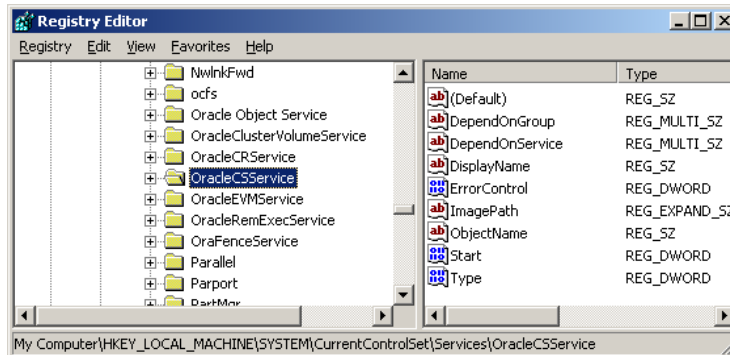 Registry Editor
Registry Edit View Favorites Help
NwlnkFwd
ocfs
Oracle Object Service
OracleClusterVolumeService
OracleCRService
OracleCSService
OracleEVMService
OracleRemExecService
OraFenceService
Parallel
Parport
PartMgr
Name Type
(Default) REG_SZ
DependOnGroup REG_MULTI_SZ
DependOnService REG_MULTI_SZ
DisplayName REG_SZ
ErrorControl REG_DWORD
ImagePath REG_EXPAND_SZ
ObjectName REG_SZ
Start REG_DWORD
Type REG_DWORD
My Computer\HKEY_LOCAL_MACHINE\SYSTEM\CurrentControlSet\Services\OracleCSService